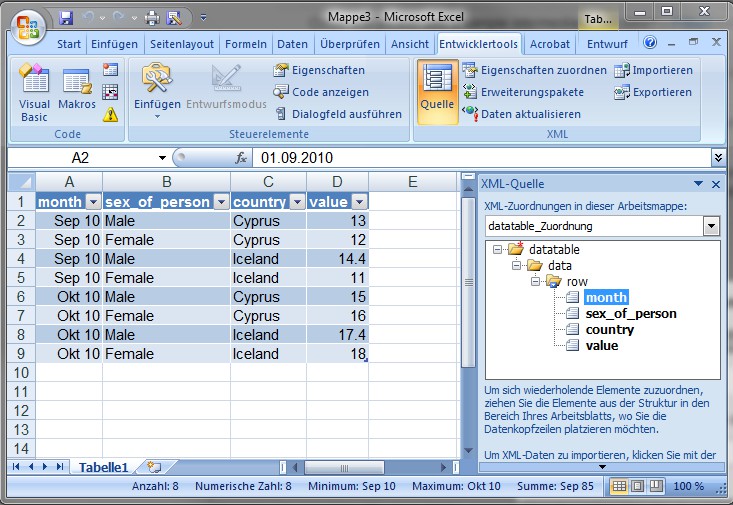 Mappe3 - Microsoft Excel
Tab...
Start Einfügen Seitenlayout Formeln Daten Überprüfen Ansicht Entwicklertools Acrobat Entwurf
Visual Basic
Makros
Code
Einfügen
Entwurfsmodus
Eigenschaften
Code anzeigen
Dialogfeld ausführen
Steuerelemente
Quelle
Eigenschaften zuordnen
Erweiterungspakete
Daten aktualisieren
Importieren
Exportieren
XML
A2 fx 01.09.2010
A B C D E
1 month sex_of_person country value
2 Sep 10 Male Cyprus 13
3 Sep 10 Female Cyprus 12
4 Sep 10 Male Iceland 14.4
5 Sep 10 Female Iceland 11
6 Okt 10 Male Cyprus 15
7 Okt 10 Female Cyprus 16
8 Okt 10 Male Iceland 17.4
9 Okt 10 Female Iceland 18
10
11
12
13
14
XML-Quelle
XML-Zuordnungen in dieser Arbeitsmappe:
datatable_Zuordnung
datatable
data
row
month
sex_of_person
country
value
Um sich wiederholende Elemente zuzuordnen,
ziehen Sie die Elemente aus der Struktur in den
Bereich Ihres Arbeitsblatts, wo Sie die
Datenkopfzeilen platzieren möchten.
Um XML-Daten zu importieren, klicken Sie mit der
Tabelle1
Anzahl: 8 Numerische Zahl: 8 Minimum: Sep 10 Maximum: Okt 10 Summe: Sep 85 100 %